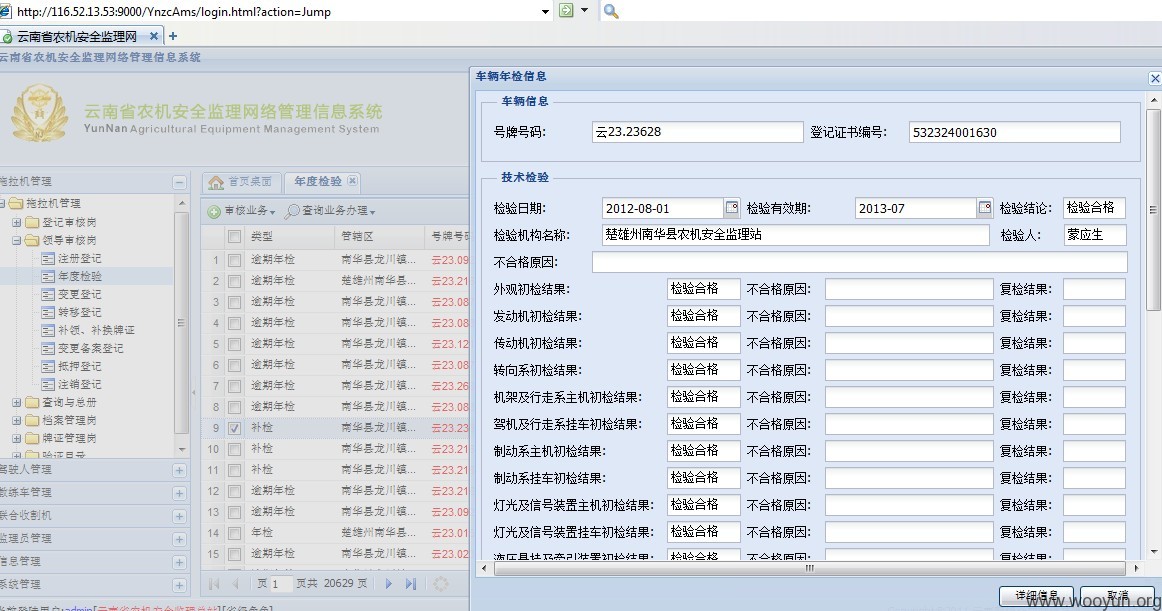 http://116.52.13.53:9000/YnzcAms/login.html?action=Jump
云南省农机安全监理网
云南省农机安全监理网络管理信息系统
云南省农机安全监理网络管理信息系统
YunNan Agricultural Equipment Management System
拖拉机管理
拖拉机管理
登记审核岗
领导审核岗
注册登记
年度检验
变更登记
转移登记
补领、补换牌证
变更备案登记
抵押登记
注销登记
查询与总册
档案管理岗
牌证管理岗
验证目录
驾驶人管理
教练车管理
联合收割机
监理员管理
信息管理
系统管理
首页桌面 年度检验
审核业务 查询业务办理
类型 管辖区 号牌号码
1 逾期年检 南华县龙川镇... 云23.09
2 逾期年检 楚雄州南华县... 云23.21
3 逾期年检 南华县龙川镇... 云23.08
4 逾期年检 南华县龙川镇... 云23.08
5 逾期年检 南华县龙川镇... 云23.12
6 逾期年检 南华县龙川镇... 云23.08
7 逾期年检 南华县龙川镇... 云23.26
8 逾期年检 南华县龙川镇... 云23.08
9 补检 南华县龙川镇... 云23.23
10 补检 南华县龙川镇... 云23.21
11 补检 南华县龙川镇... 云23.21
12 逾期年检 南华县龙川镇... 云23.21
13 逾期年检 南华县龙川镇... 云23.09
14 年检 楚雄州南华县... 云23.01
15 逾期年检 南华县龙川镇... 云23.02
页 1 页共 20629 页
当前登陆用户:admin[云南省农机安全监理总站][省级角色]
车辆年检信息
车辆信息
号牌号码: 云23.23628 登记证书编号: 532324001630
技术检验
检验日期: 2012-08-01 检验有效期: 2013-07 检验结论: 检验合格
检验机构名称: 楚雄州南华县农机安全监理站 检验人: 蒙应生
不合格原因:
外观初检结果: 检验合格 不合格原因: 复检结果:
发动机初检结果: 检验合格 不合格原因: 复检结果:
传动机初检结果: 检验合格 不合格原因: 复检结果:
转向系初检结果: 检验合格 不合格原因: 复检结果:
机架及行走系主机初检结果: 检验合格 不合格原因: 复检结果:
驾机及行走系挂车初检结果: 检验合格 不合格原因: 复检结果:
制动系主机初检结果: 检验合格 不合格原因: 复检结果:
制动系挂车初检结果: 检验合格 不合格原因: 复检结果:
灯光及信号装置主机初检结果: 检验合格 不合格原因: 复检结果:
灯光及信号装置挂车初检结果: 检验合格 不合格原因: 复检结果:
液压悬挂及牵引装置初检结果: 检验合格 不合格原因: 复检结果:
详细信息 取消
www.wooyun.org